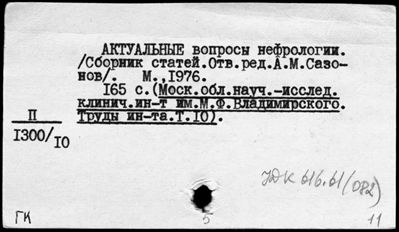 АКТУАЛЬНЫЕ вопросы нефрологии.
/Сборник статей.Отв.ред.А.М.Сазо-
нов/. М.,1976.
165 с.(Моск.обл.науч.-исслед.
клинич.ин-т им.М.Ф.Владимирского.
Труды ин-та.Т.10).
II
1300/10
УДК 616.61(082)
ГК 5 11